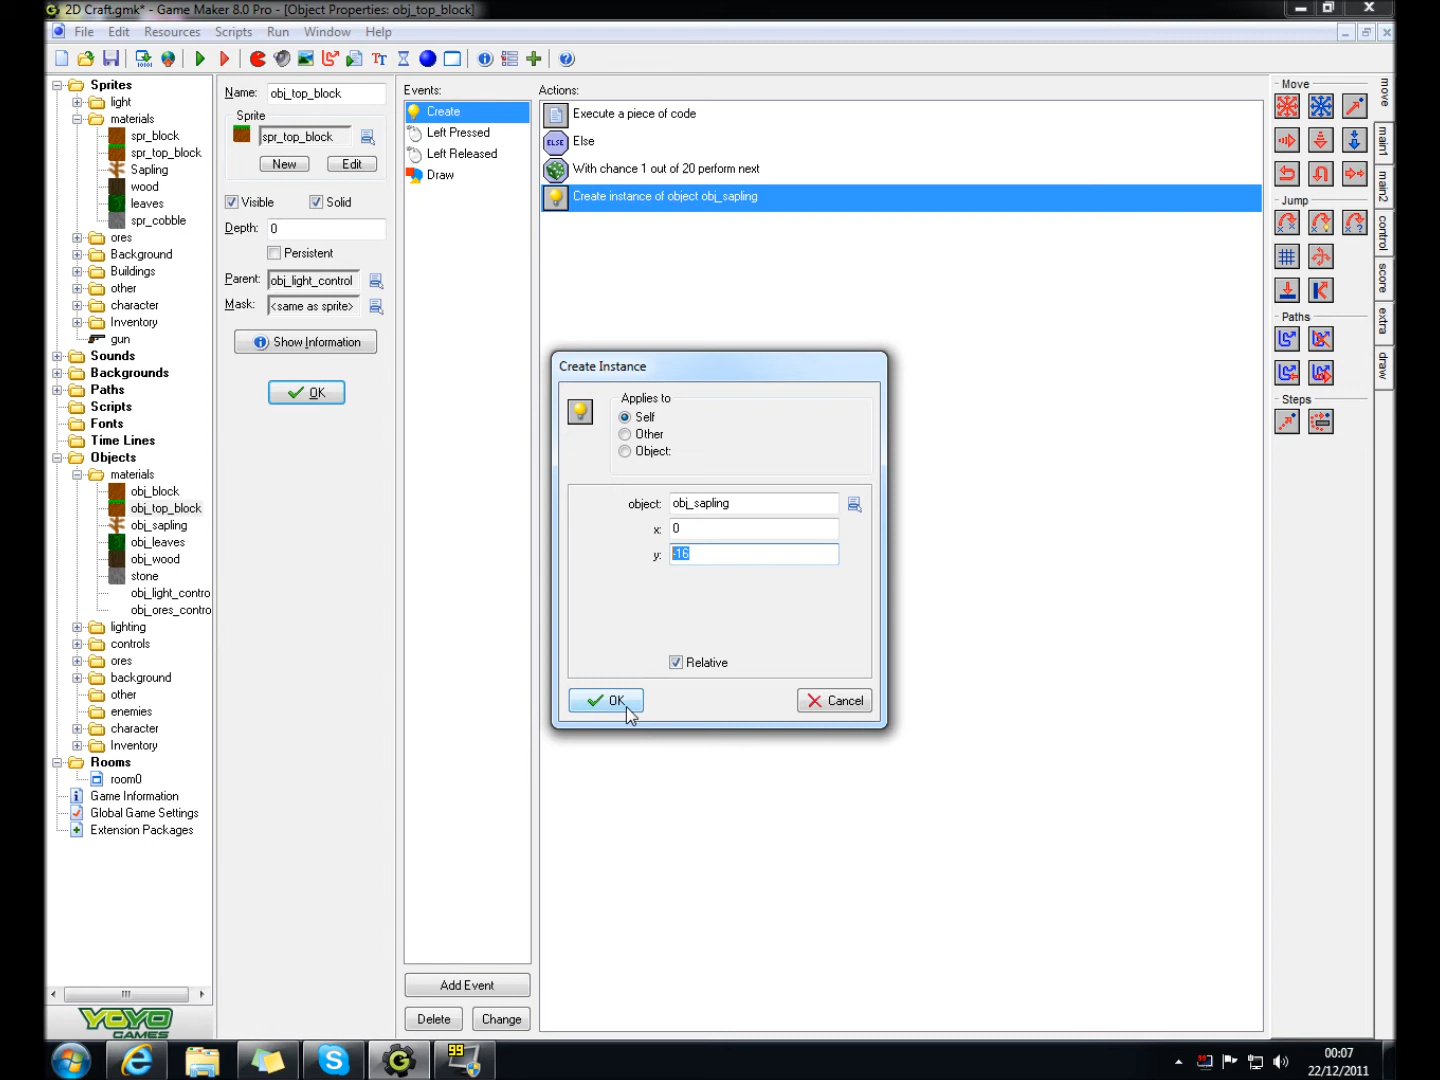 2D Craft.gmk* - Game Maker 8.0 Pro - [Object Properties: obj_top_block]
File Edit Resources Scripts Run Window Help
Sprites
light
materials
spr_block
spr_top_block
Sapling
wood
leaves
spr_cobble
ores
Background
Buildings
other
character
Inventory
gun
Sounds
Backgrounds
Paths
Scripts
Fonts
Time Lines
Objects
materials
obj_block
obj_top_block
obj_sapling
obj_leaves
obj_wood
stone
obj_light_contro
obj_ores_contro
lighting
controls
ores
background
other
enemies
character
Inventory
Rooms
room0
Game Information
Global Game Settings
Extension Packages
YOYO
GAMES
Name: obj_top_block
Sprite
spr_top_block
New Edit
Visible Solid
Depth: 0
Persistent
Parent: obj_light_control
Mask: <same as sprite>
Show Information
OK
Events:
Create
Left Pressed
Left Released
Draw
Add Event
Delete Change
Actions:
Execute a piece of code
ELSE Else
With chance 1 out of 20 perform next
Create instance of object obj_sapling
Create Instance
Applies to
Self
Other
Object:
object: obj_sapling
x: 0
y: -16
Relative
OK Cancel
Move
Jump
Paths
Steps
move
main1
main2
control
score
extra
draw
99
00:07
22/12/2011